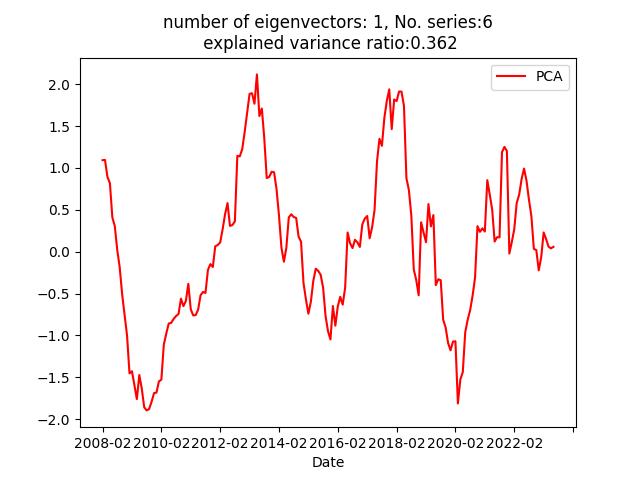 number of eigenvectors: 1, No. series:6
explained variance ratio:0.362
PCA
2.0
1.5
1.0
0.5
0.0
−0.5
−1.0
−1.5
−2.0
2008-02 2010-02 2012-02 2014-02 2016-02 2018-02 2020-02 2022-02
Date